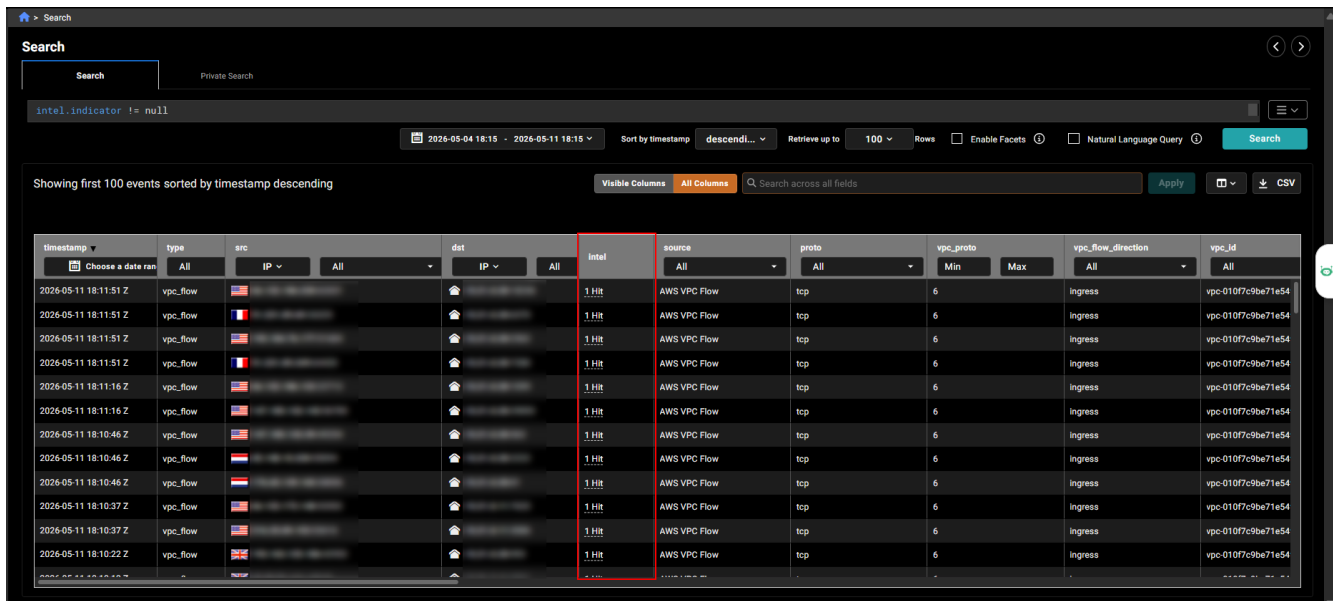 > Search
Search
Search Private Search
intel.indicator != null
2026-05-04 18:15 - 2026-05-11 18:15 Sort by timestamp descendi... Retrieve up to 100 Rows Enable Facets Natural Language Query Search
Showing first 100 events sorted by timestamp descending Visible Columns All Columns Search across all fields Apply CSV
timestamp type src dst intel source proto vpc_proto vpc_flow_direction vpc_id
Choose a date ran All IP All IP All All All Min Max All All
2026-05-11 18:11:51 Z vpc_flow 1 Hit AWS VPC Flow tcp 6 ingress vpc-010f7c9be71e54
2026-05-11 18:11:51 Z vpc_flow 1 Hit AWS VPC Flow tcp 6 ingress vpc-010f7c9be71e54
2026-05-11 18:11:51 Z vpc_flow 1 Hit AWS VPC Flow tcp 6 ingress vpc-010f7c9be71e54
2026-05-11 18:11:51 Z vpc_flow 1 Hit AWS VPC Flow tcp 6 ingress vpc-010f7c9be71e54
2026-05-11 18:11:16 Z vpc_flow 1 Hit AWS VPC Flow tcp 6 ingress vpc-010f7c9be71e54
2026-05-11 18:11:16 Z vpc_flow 1 Hit AWS VPC Flow tcp 6 ingress vpc-010f7c9be71e54
2026-05-11 18:10:46 Z vpc_flow 1 Hit AWS VPC Flow tcp 6 ingress vpc-010f7c9be71e54
2026-05-11 18:10:46 Z vpc_flow 1 Hit AWS VPC Flow tcp 6 ingress vpc-010f7c9be71e54
2026-05-11 18:10:46 Z vpc_flow 1 Hit AWS VPC Flow tcp 6 ingress vpc-010f7c9be71e54
2026-05-11 18:10:37 Z vpc_flow 1 Hit AWS VPC Flow tcp 6 ingress vpc-010f7c9be71e54
2026-05-11 18:10:37 Z vpc_flow 1 Hit AWS VPC Flow tcp 6 ingress vpc-010f7c9be71e54
2026-05-11 18:10:22 Z vpc_flow 1 Hit AWS VPC Flow tcp 6 ingress vpc-010f7c9be71e54